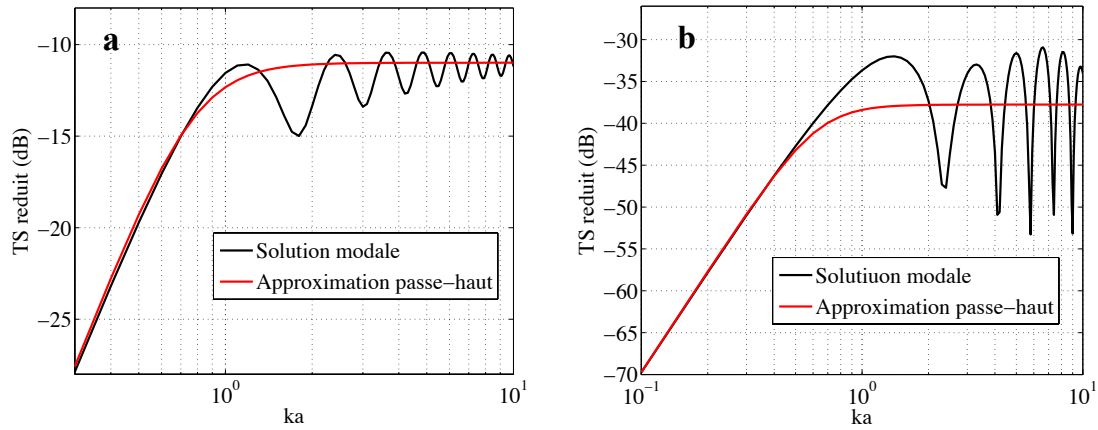 a
TS reduit (dB)
−10
−15
−20
−25
Solution modale
Approximation passe−haut
10^0
10^1
ka
b
TS reduit (dB)
−30
−35
−40
−45
−50
−55
−60
−65
−70
Solutiuon modale
Approximation passe−haut
10^−1
10^0
10^1
ka